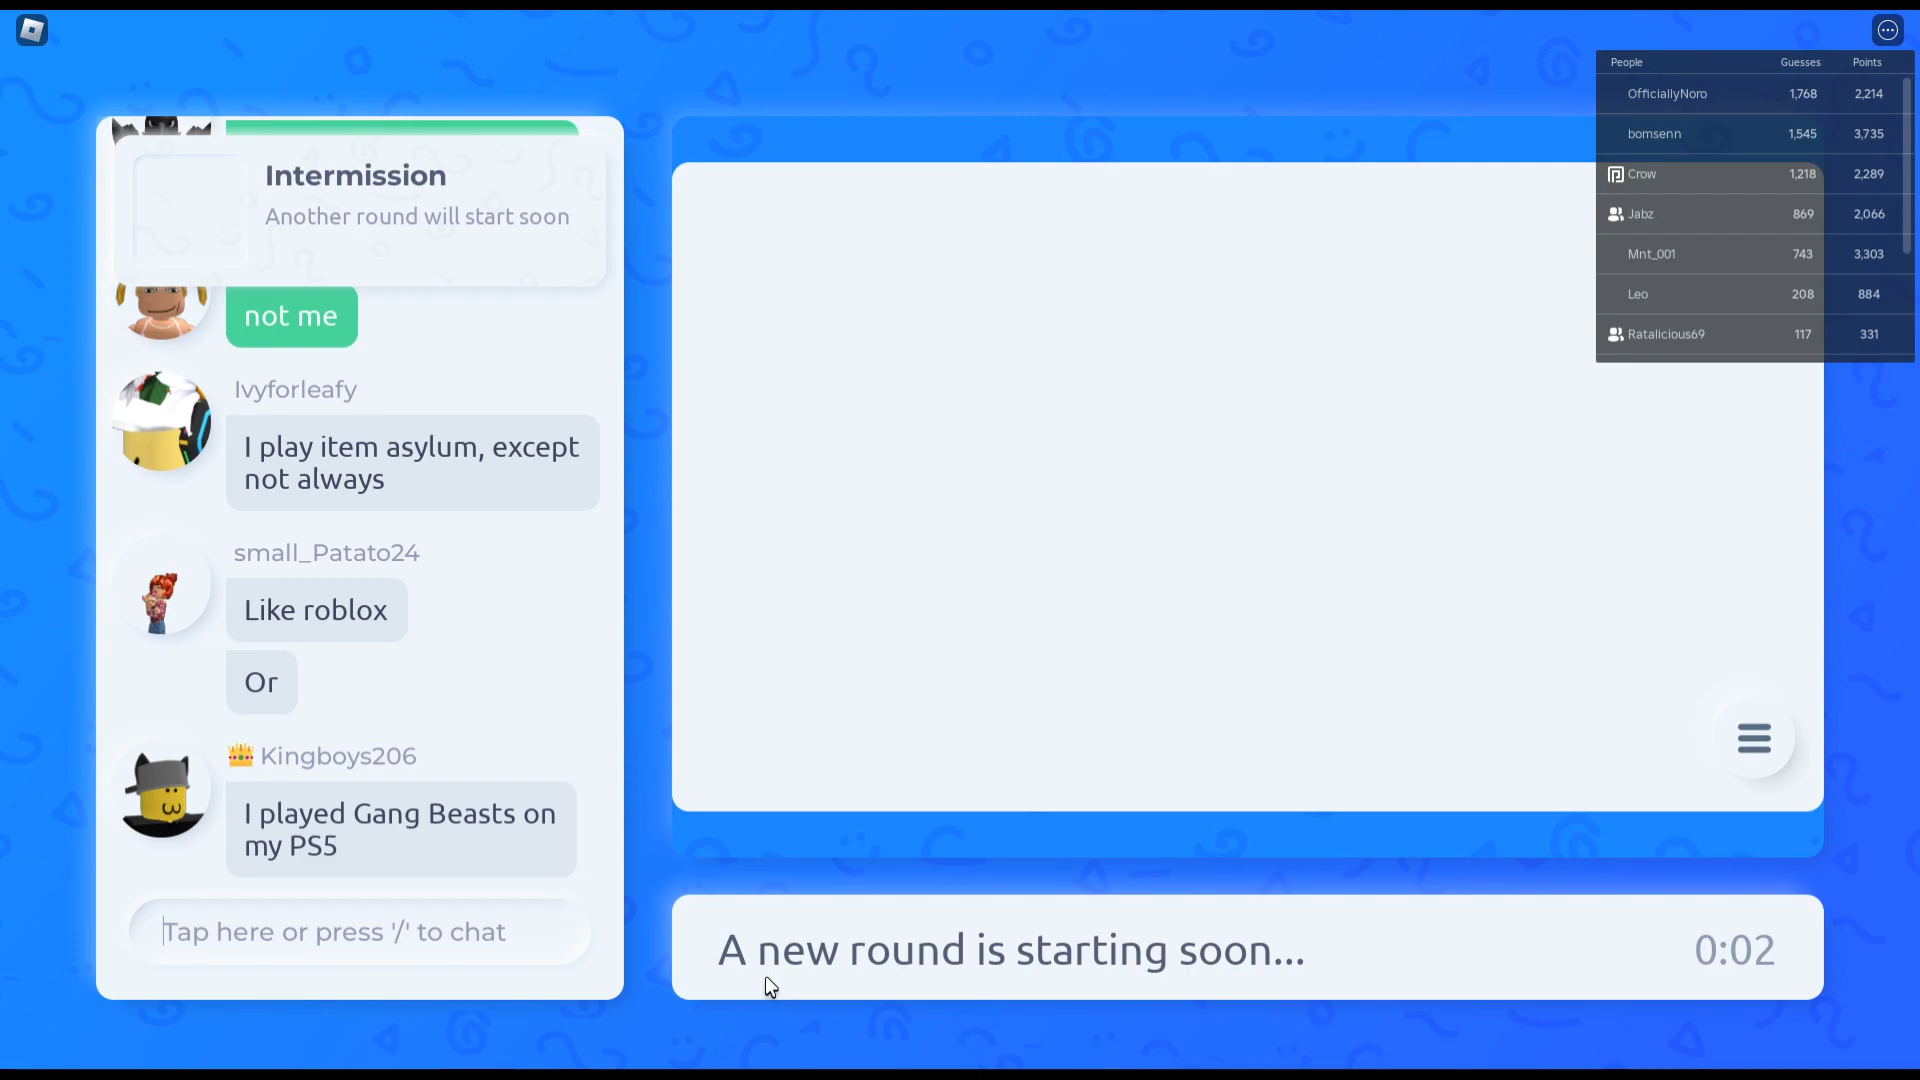 People Guesses Points
OfficiallyNoro 1,768 2,214
bomsenn 1,545 3,735
Crow 1,218 2,289
Jabz 869 2,066
Mnt_001 743 3,303
Leo 208 884
Ratalicious69 117 331
Intermission
Another round will start soon
not me
Ivyforleafy
I play item asylum, except
not always
small_Patato24
Like roblox
Or
Kingboys206
I played Gang Beasts on
my PS5
Tap here or press '/' to chat
A new round is starting soon... 0:02